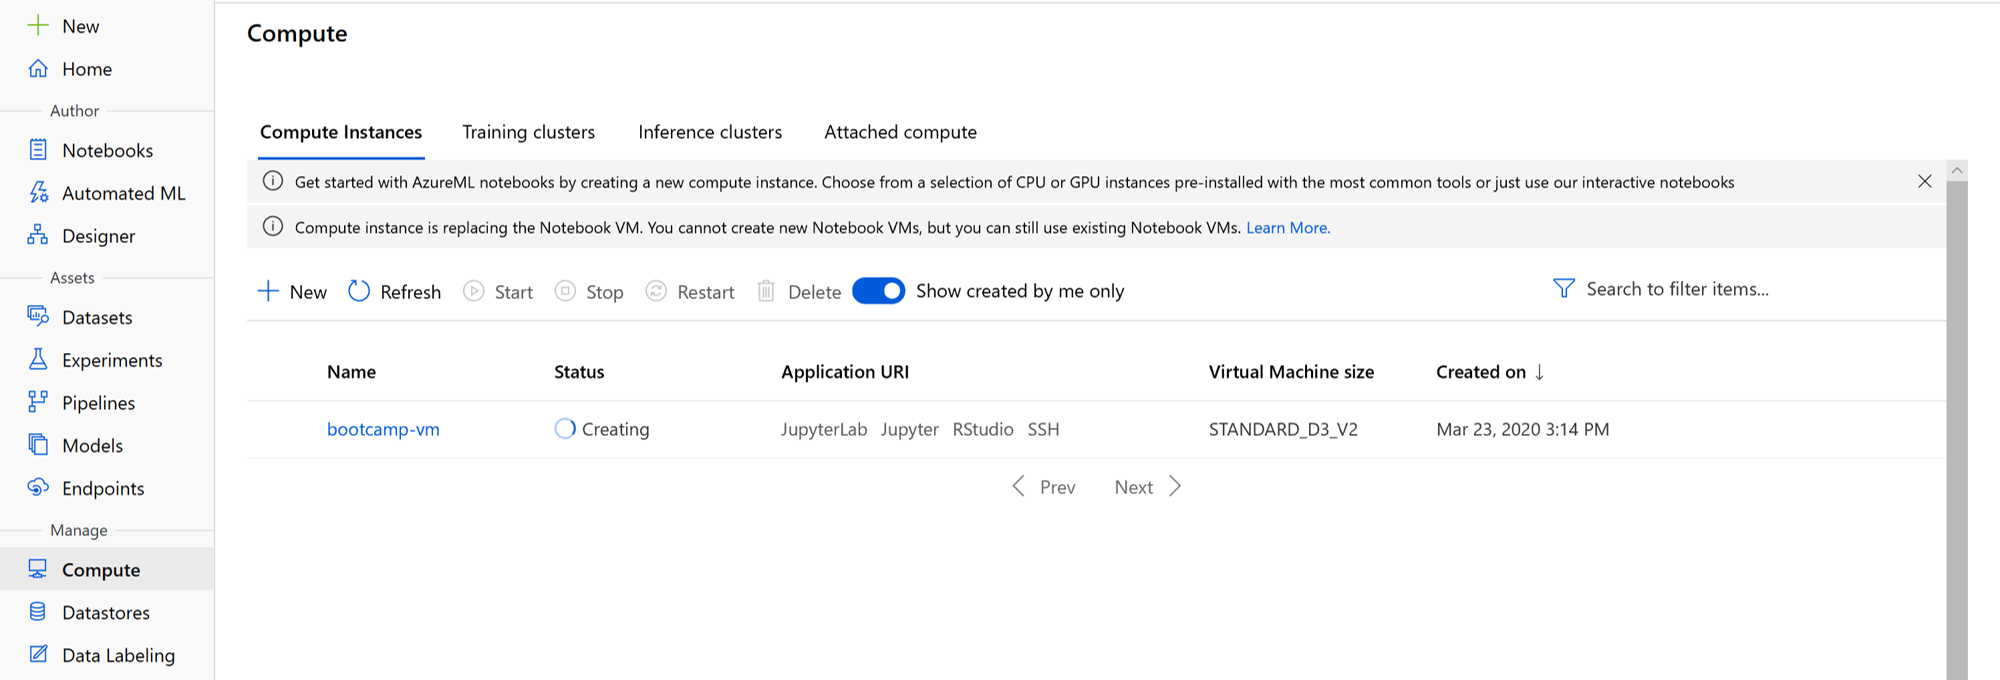 New
Home
Author
Notebooks
Automated ML
Designer
Assets
Datasets
Experiments
Pipelines
Models
Endpoints
Manage
Compute
Datastores
Data Labeling
Compute
Compute Instances Training clusters Inference clusters Attached compute
Get started with AzureML notebooks by creating a new compute instance. Choose from a selection of CPU or GPU instances pre-installed with the most common tools or just use our interactive notebooks
Compute instance is replacing the Notebook VM. You cannot create new Notebook VMs, but you can still use existing Notebook VMs. Learn More.
New Refresh Start Stop Restart Delete Show created by me only Search to filter items...
Name Status Application URI Virtual Machine size Created on ↓
bootcamp-vm Creating JupyterLab Jupyter RStudio SSH STANDARD_D3_V2 Mar 23, 2020 3:14 PM
Prev Next